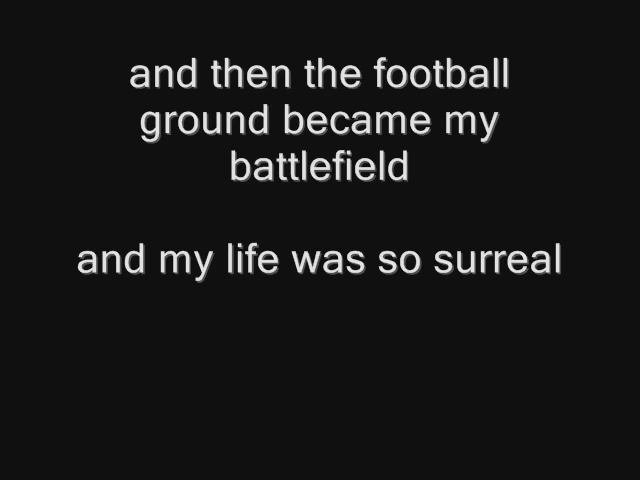 and then the football
ground became my
battlefield
and my life was so surreal